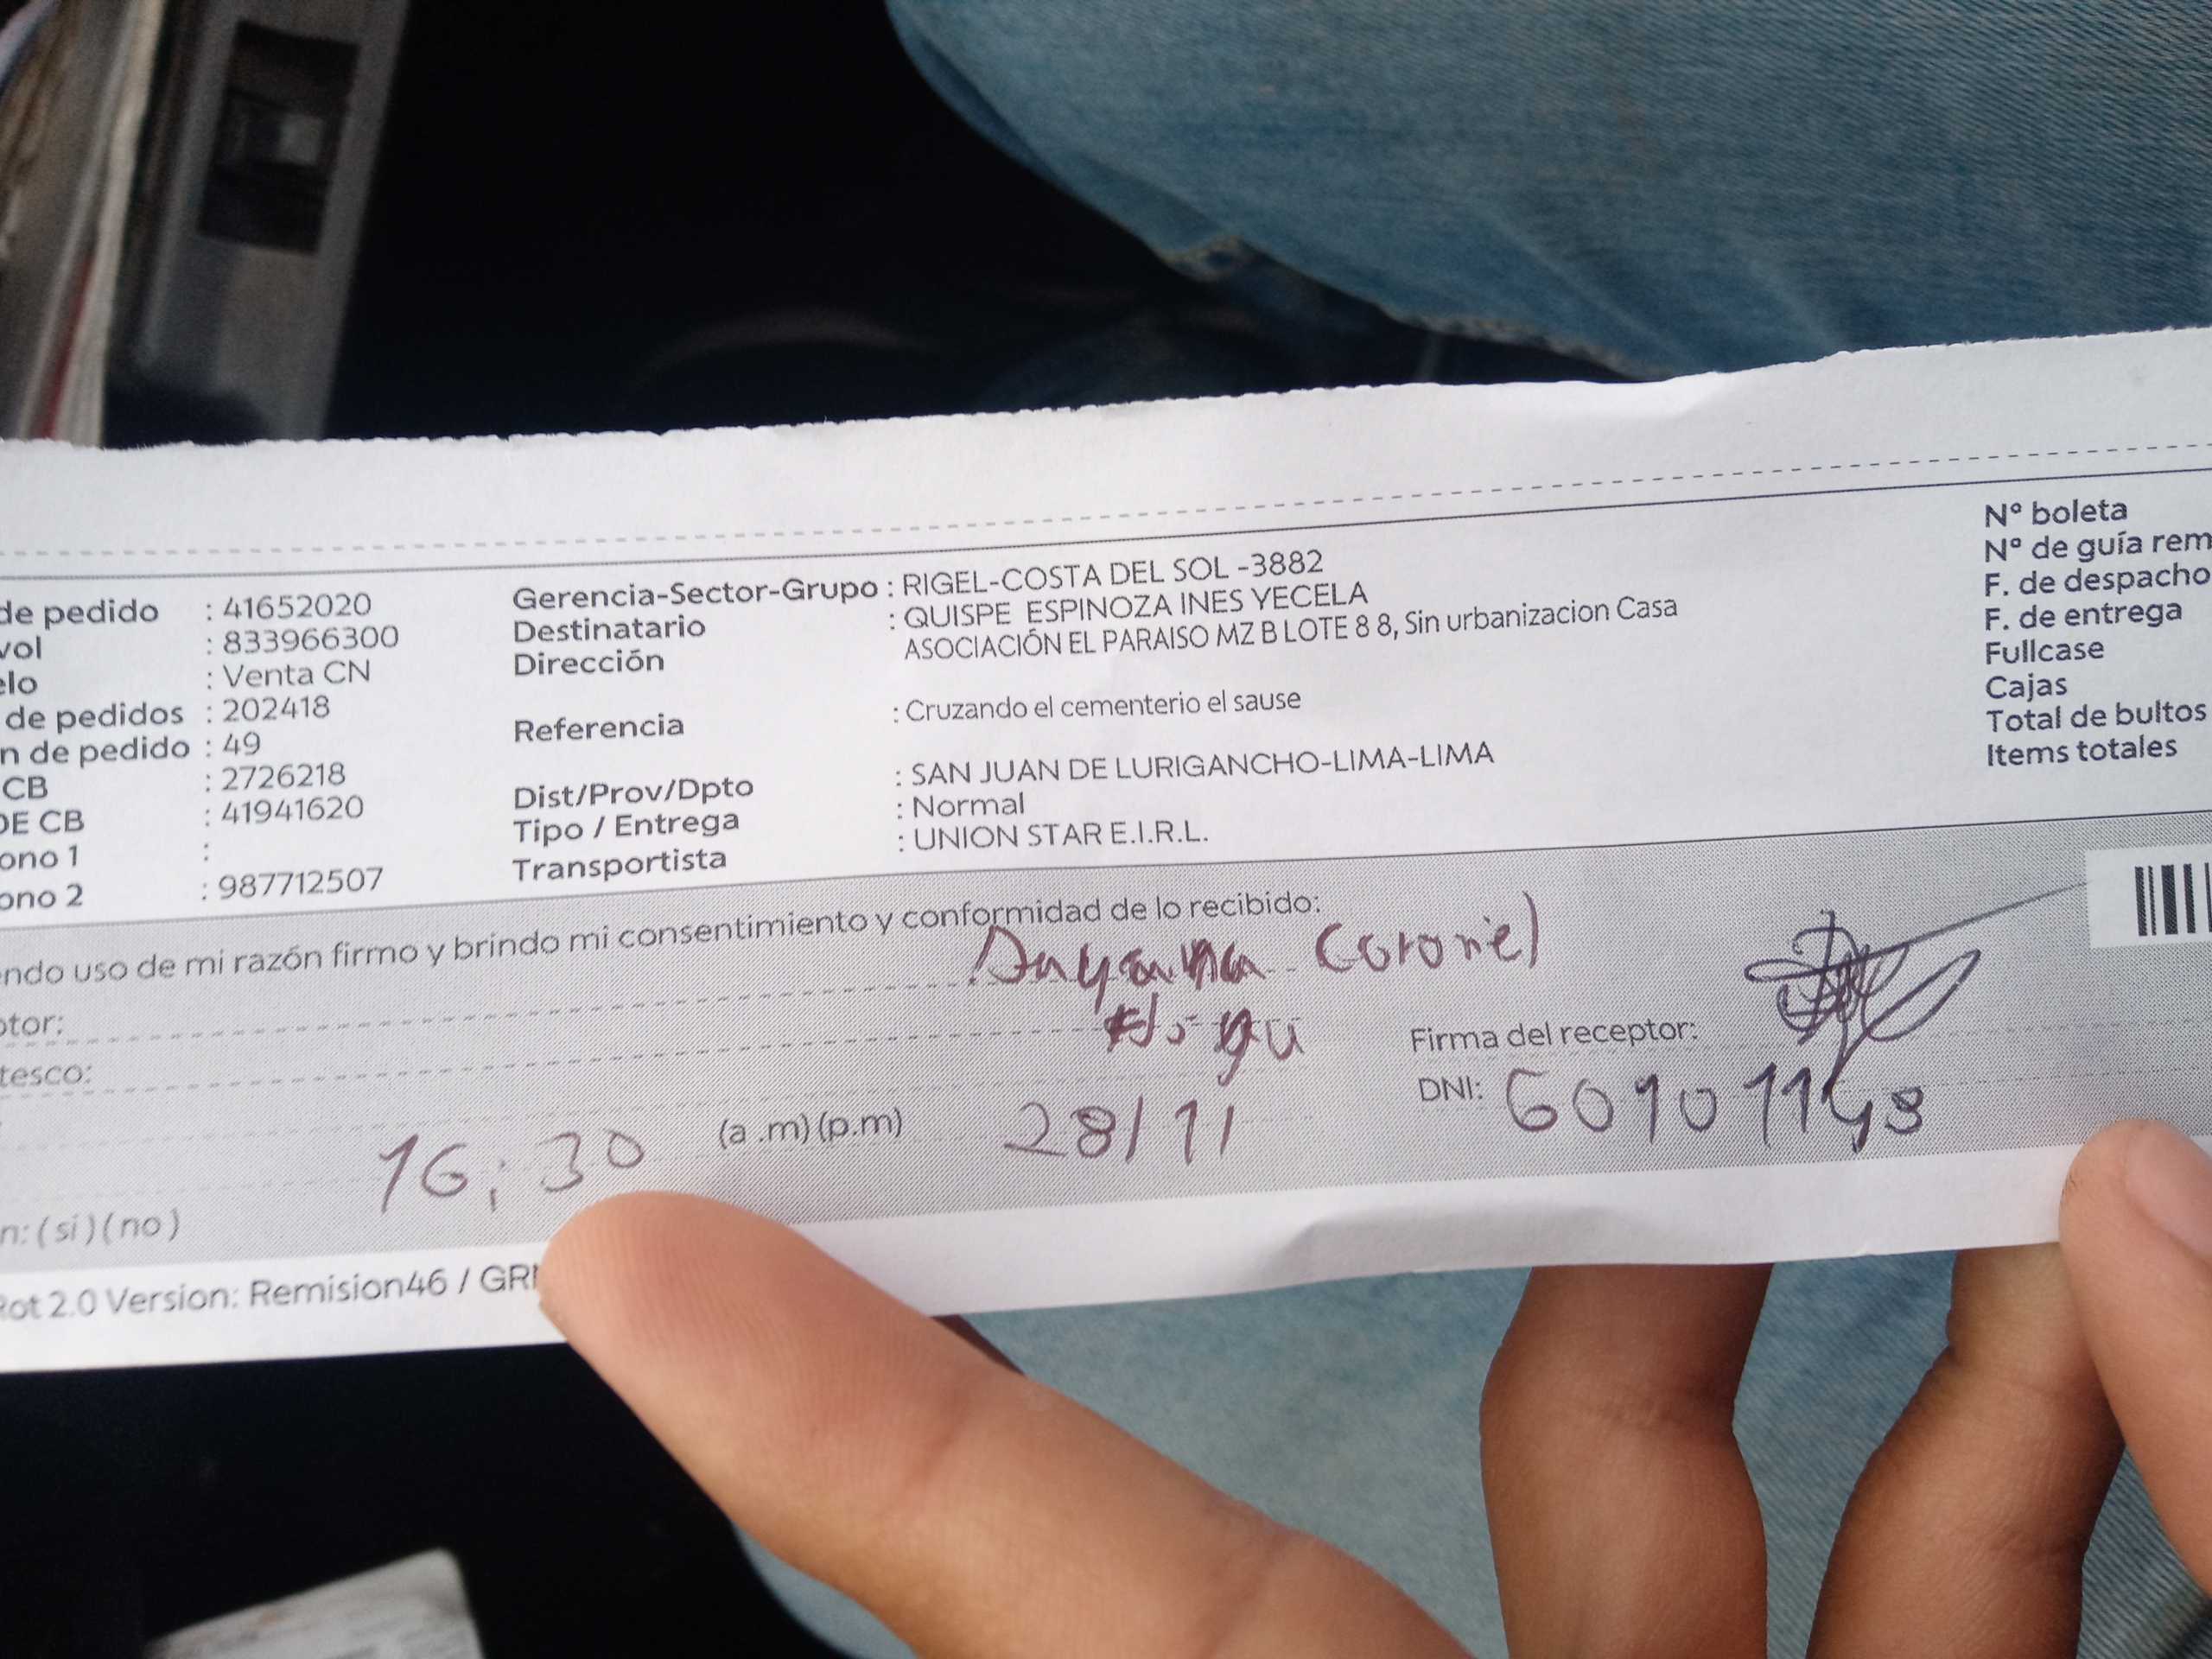 de pedido : 41652020
vol : 833966300
elo : Venta CN
de pedidos : 202418
n de pedido : 49
CB : 2726218
DE CB : 41941620
ono 1 :
ono 2 : 987712507
Gerencia-Sector-Grupo : RIGEL-COSTA DEL SOL -3882
Destinatario : QUISPE ESPINOZA INES YECELA
Dirección ASOCIACIÓN EL PARAISO MZ B LOTE 8 8, Sin urbanizacion Casa
Referencia : Cruzando el cementerio el sause
Dist/Prov/Dpto : SAN JUAN DE LURIGANCHO-LIMA-LIMA
Tipo / Entrega : Normal
Transportista : UNION STAR E.I.R.L.
Nº boleta
Nº de guía rem
F. de despacho
F. de entrega
Fullcase
Cajas
Total de bultos
Items totales
endo uso de mi razón firmo y brindo mi consentimiento y conformidad de lo recibido:
ptor: Dayanna Coronel
tesco:
Firma del receptor:
DNI: 60101148
16:30 (a .m) (p.m) 28/11
n: (si) (no)
Rot 2.0 Version: Remision46 / GR